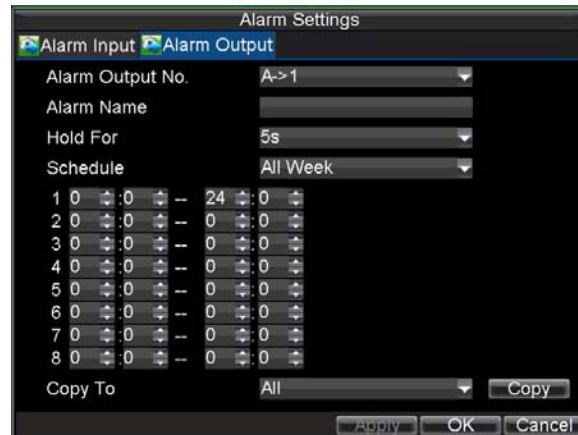 Alarm Settings
Alarm Input Alarm Output
Alarm Output No. A->1
Alarm Name
Hold For 5s
Schedule All Week
1 0 :0 -- 24 :0
2 0 :0 -- 0 :0
3 0 :0 -- 0 :0
4 0 :0 -- 0 :0
5 0 :0 -- 0 :0
6 0 :0 -- 0 :0
7 0 :0 -- 0 :0
8 0 :0 -- 0 :0
Copy To All Copy
Apply OK Cancel